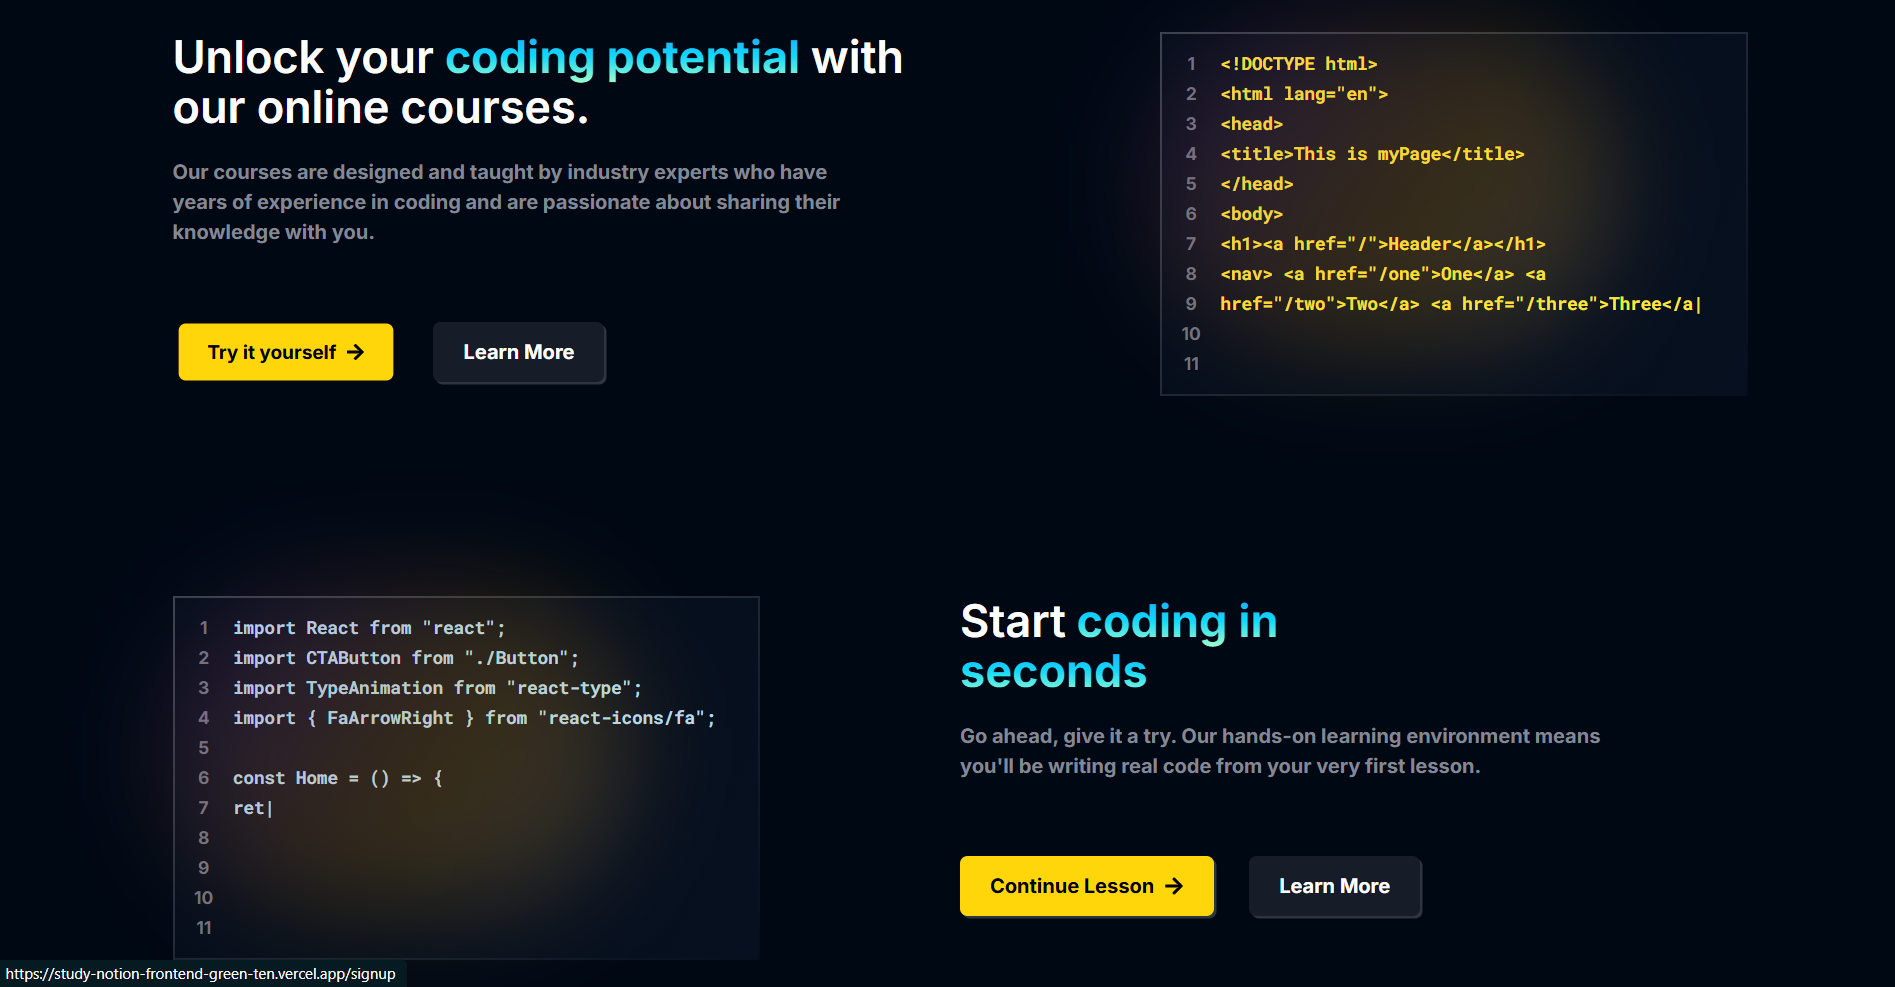 Unlock your coding potential with
our online courses.
Our courses are designed and taught by industry experts who have
years of experience in coding and are passionate about sharing their
knowledge with you.
Try it yourself →
Learn More
1 <!DOCTYPE html>
2 <html lang="en">
3 <head>
4 <title>This is myPage</title>
5 </head>
6 <body>
7 <h1><a href="/">Header</a></h1>
8 <nav> <a href="/one">One</a> <a
9 href="/two">Two</a> <a href="/three">Three</a|
10
11
1 import React from "react";
2 import CTAButton from "./Button";
3 import TypeAnimation from "react-type";
4 import { FaArrowRight } from "react-icons/fa";
5
6 const Home = () => {
7 ret|
8
9
10
11
Start coding in
seconds
Go ahead, give it a try. Our hands-on learning environment means
you'll be writing real code from your very first lesson.
Continue Lesson →
Learn More
https://study-notion-frontend-green-ten.vercel.app/signup